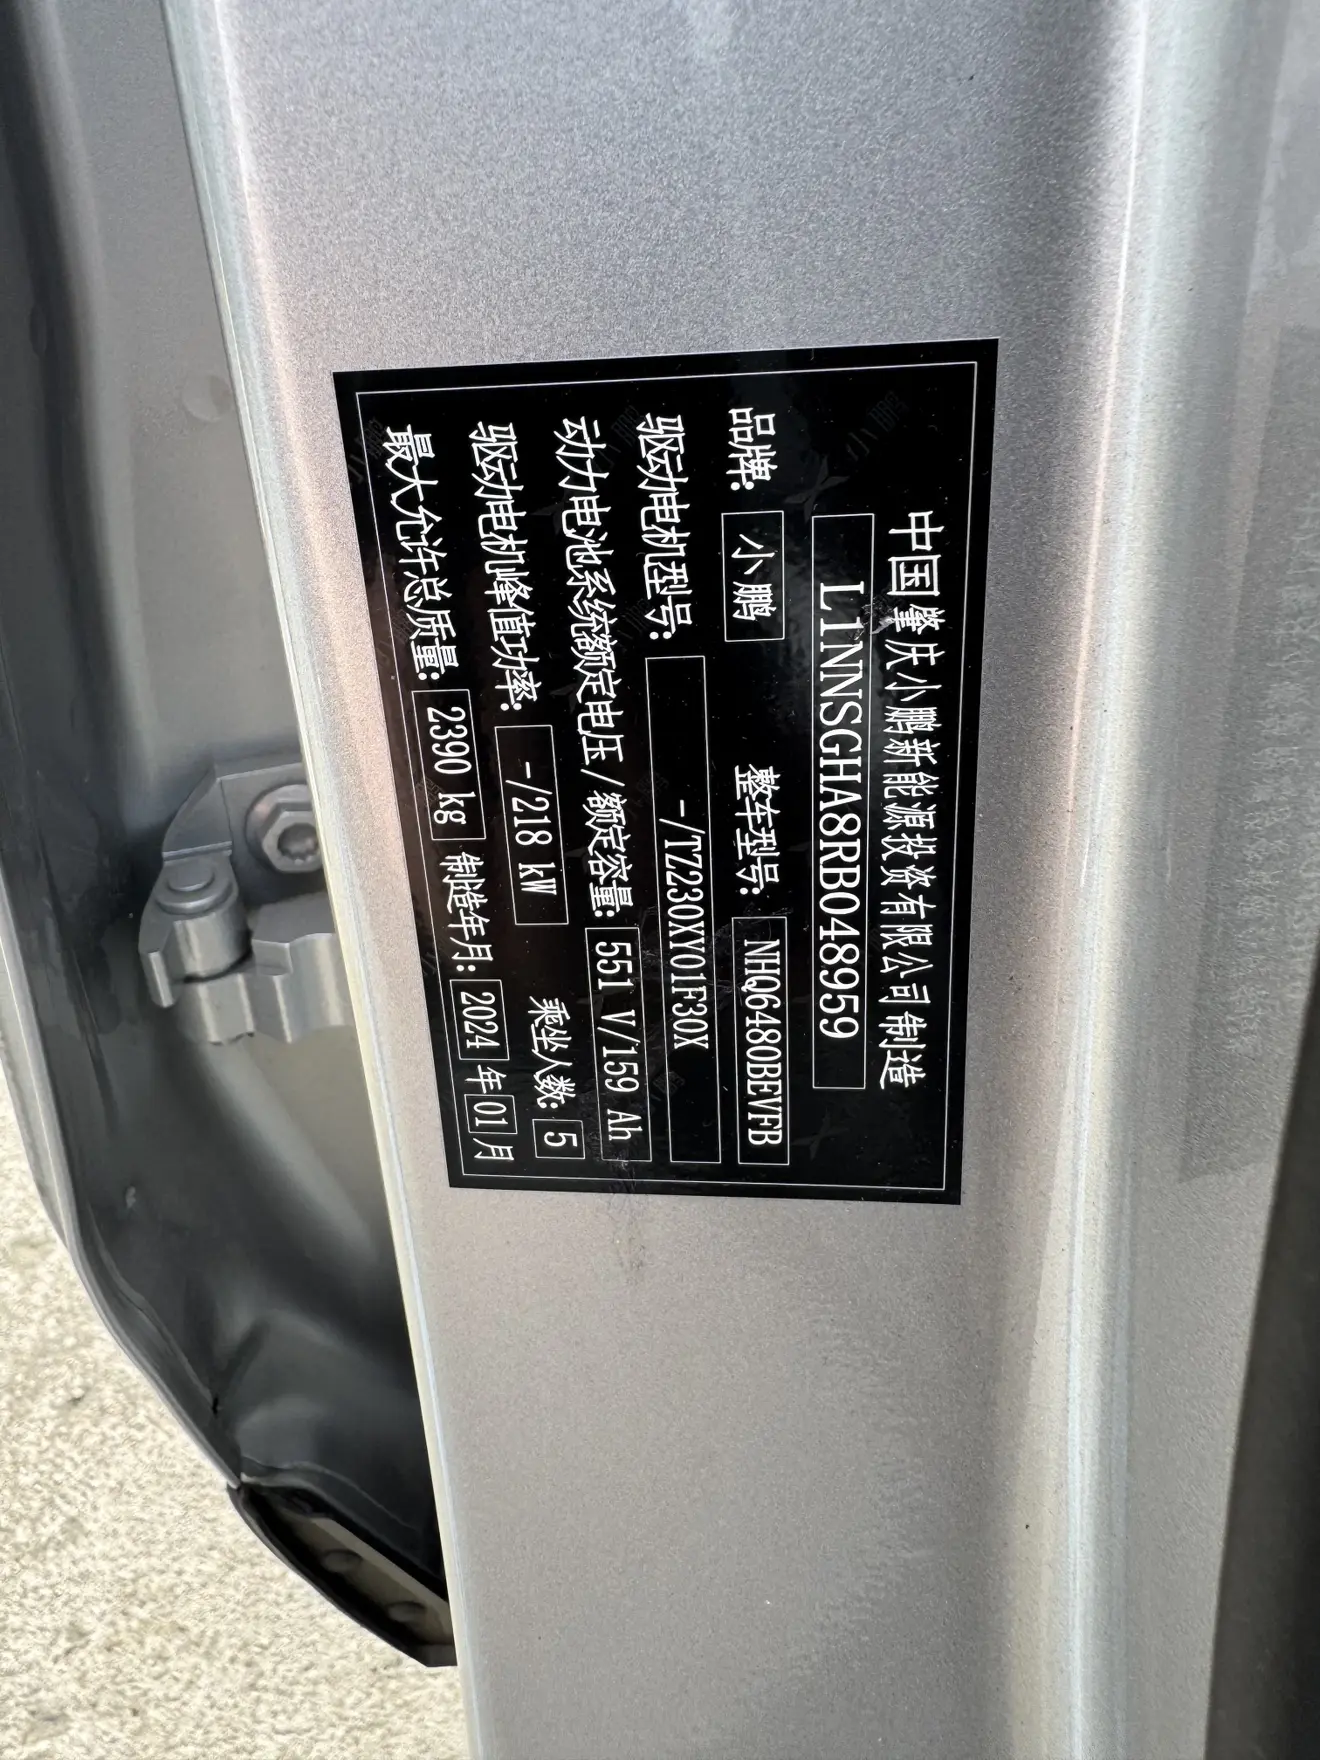 中国肇庆小鹏新能源投资有限公司制造
L1NNSGHA8RB048959
品牌: 小鹏 整车型号: NHQ6480BEVFB
驱动电机型号: -/TZ230XY01F30X
动力电池系统额定电压/额定容量: 551 V/159 Ah
驱动电机峰值功率: -/218 kW 乘坐人数: 5
最大允许总质量: 2390 kg 制造年月: 2024 年 01 月